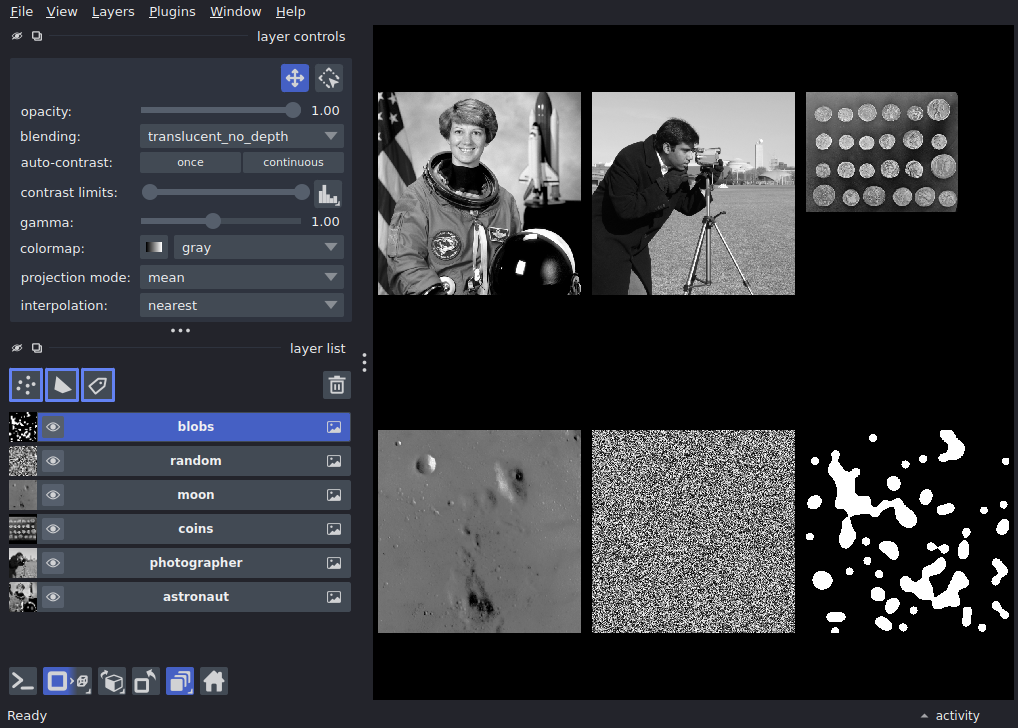 File View Layers Plugins Window Help
layer controls
opacity: 1.00
blending: translucent_no_depth
auto-contrast: once continuous
contrast limits:
gamma: 1.00
colormap: gray
projection mode: mean
interpolation: nearest
layer list
blobs
random
moon
coins
photographer
astronaut
Ready
activity